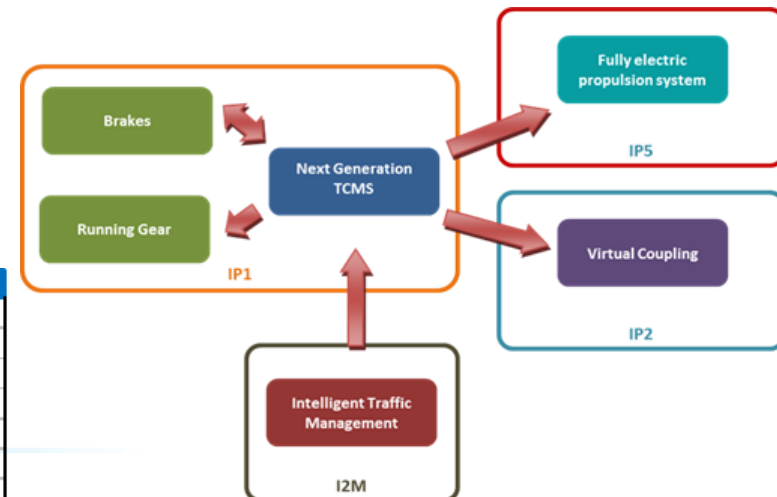 Fully electric
propulsion system
IP5
Brakes
Next Generation
TCMS
Running Gear
IP1
Virtual Coupling
IP2
Intelligent Traffic
Management
I2M